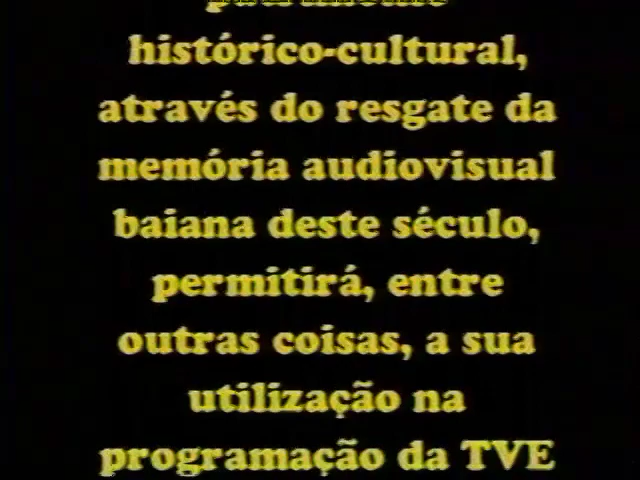 histórico-cultural,
através do resgate da
memória audiovisual
baiana deste século,
permitirá, entre
outras coisas, a sua
utilização na
programação da TVE